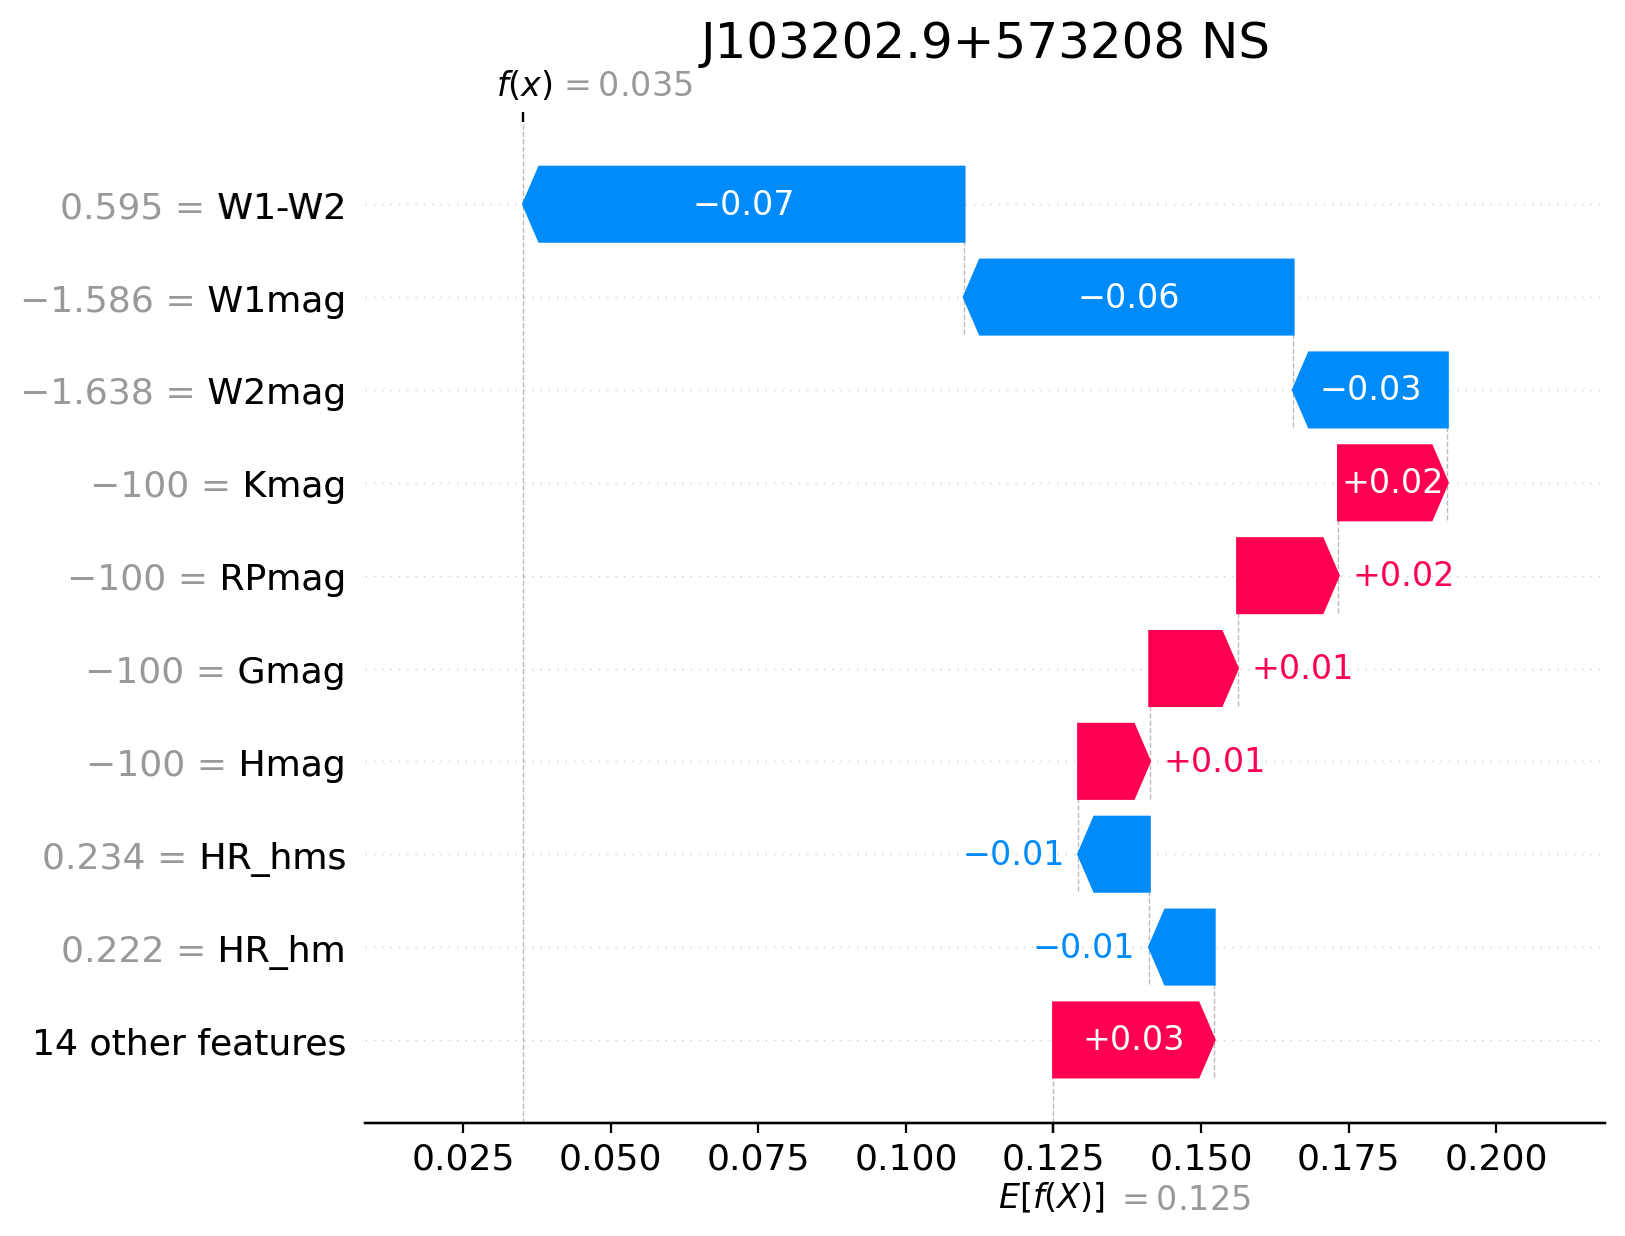 J103202.9+573208 NS
f(x) = 0.035
0.595 = W1-W2
−0.07
−1.586 = W1mag
−0.06
−1.638 = W2mag
−0.03
−100 = Kmag
+0.02
−100 = RPmag
+0.02
−100 = Gmag
+0.01
−100 = Hmag
+0.01
0.234 = HR_hms
−0.01
0.222 = HR_hm
−0.01
14 other features
+0.03
0.025 0.050 0.075 0.100 0.125 0.150 0.175 0.200
E[f(X)] = 0.125